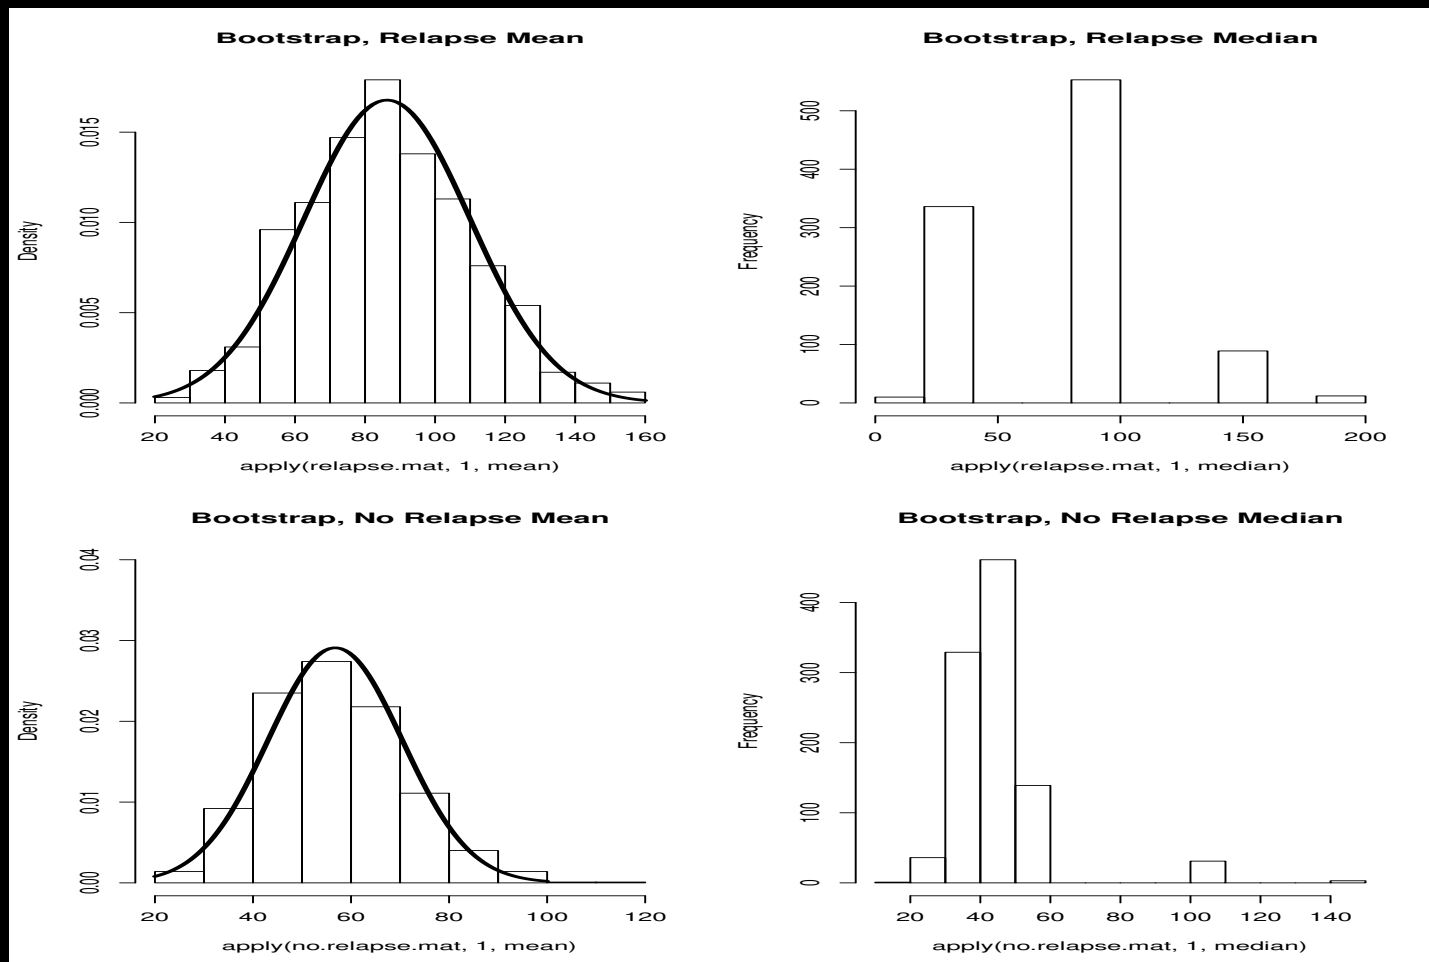 Bootstrap, Relapse Mean
Density
0.000 0.005 0.010 0.015
20 40 60 80 100 120 140 160
apply(relapse.mat, 1, mean)
Bootstrap, Relapse Median
Frequency
0 100 200 300 400 500
0 50 100 150 200
apply(relapse.mat, 1, median)
Bootstrap, No Relapse Mean
Density
0.00 0.01 0.02 0.03 0.04
20 40 60 80 100 120
apply(no.relapse.mat, 1, mean)
Bootstrap, No Relapse Median
Frequency
0 100 200 300 400
20 40 60 80 100 120 140
apply(no.relapse.mat, 1, median)